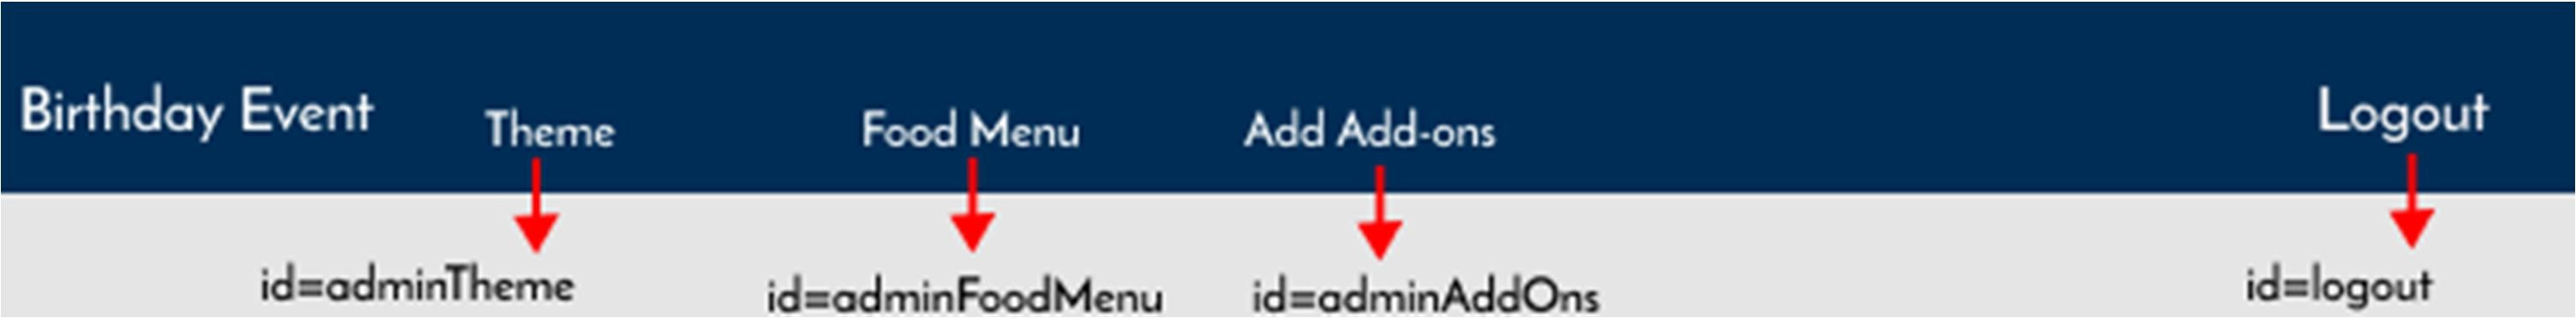 Birthday Event Theme Food Menu Add Add-ons Logout
id=adminTheme id=adminFoodMenu id=adminAddOns id=logout